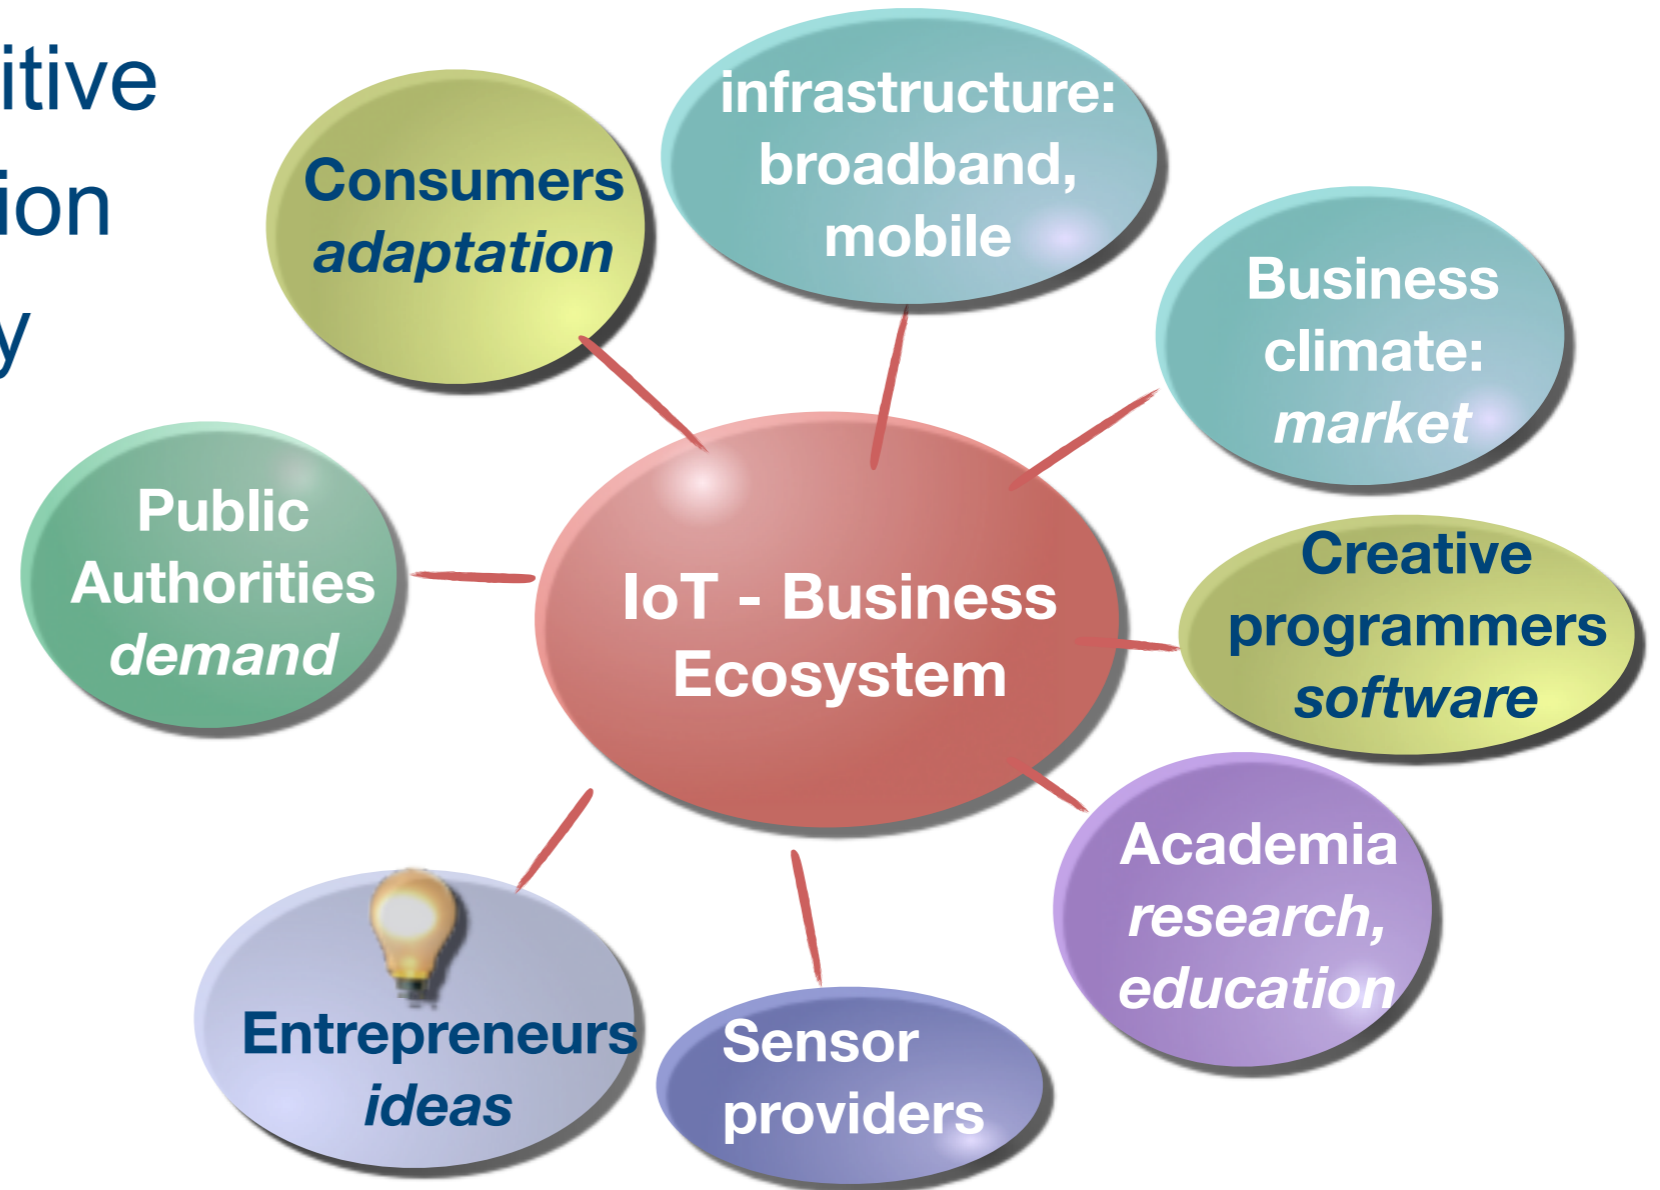 itive
ion
y
Consumers
adaptation
infrastructure:
broadband,
mobile
Business
climate:
market
Public
Authorities
demand
IoT - Business
Ecosystem
Creative
programmers
software
Academia
research,
education
Entrepreneurs
ideas
Sensor
providers